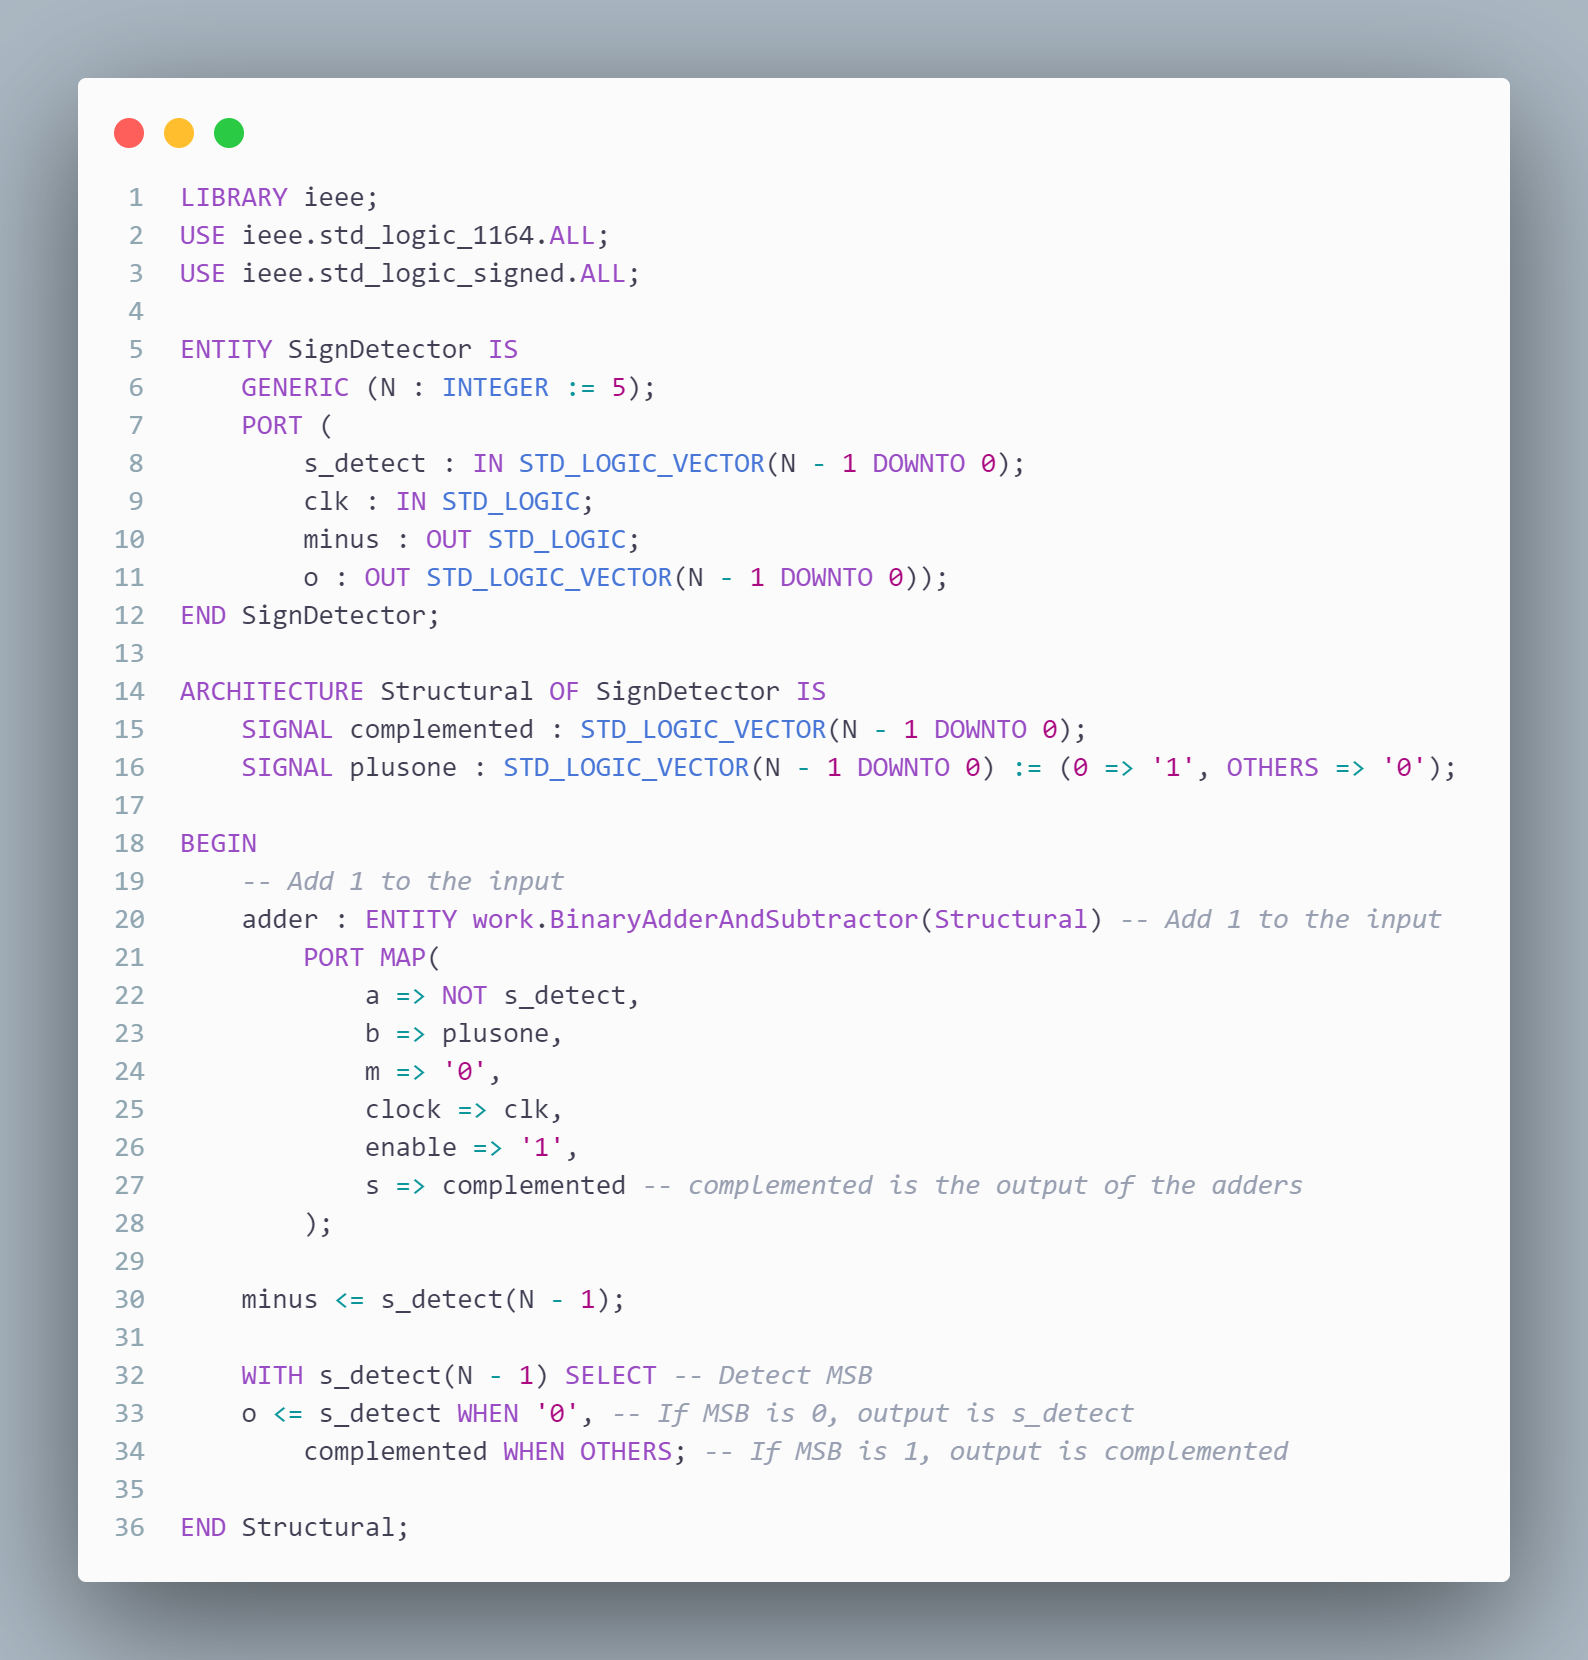 1 LIBRARY ieee;
2 USE ieee.std_logic_1164.ALL;
3 USE ieee.std_logic_signed.ALL;
4
5 ENTITY SignDetector IS
6     GENERIC (N : INTEGER := 5);
7     PORT (
8         s_detect : IN STD_LOGIC_VECTOR(N - 1 DOWNTO 0);
9         clk : IN STD_LOGIC;
10         minus : OUT STD_LOGIC;
11         o : OUT STD_LOGIC_VECTOR(N - 1 DOWNTO 0));
12 END SignDetector;
13
14 ARCHITECTURE Structural OF SignDetector IS
15     SIGNAL complemented : STD_LOGIC_VECTOR(N - 1 DOWNTO 0);
16     SIGNAL plusone : STD_LOGIC_VECTOR(N - 1 DOWNTO 0) := (0 => '1', OTHERS => '0');
17
18 BEGIN
19     -- Add 1 to the input
20     adder : ENTITY work.BinaryAdderAndSubtractor(Structural) -- Add 1 to the input
21         PORT MAP(
22             a => NOT s_detect,
23             b => plusone,
24             m => '0',
25             clock => clk,
26             enable => '1',
27             s => complemented -- complemented is the output of the adders
28         );
29
30     minus <= s_detect(N - 1);
31
32     WITH s_detect(N - 1) SELECT -- Detect MSB
33     o <= s_detect WHEN '0', -- If MSB is 0, output is s_detect
34         complemented WHEN OTHERS; -- If MSB is 1, output is complemented
35
36 END Structural;